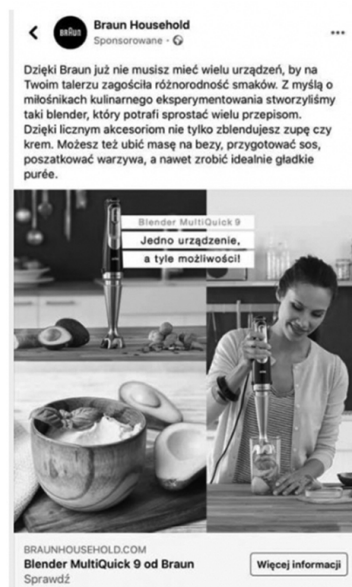 BRAUN
Braun Household
Sponsorowane ·
Dzięki Braun już nie musisz mieć wielu urządzeń, by na
Twoim talerzu zagościła różnorodność smaków. Z myślą o
miłośnikach kulinarnego eksperymentowania stworzyliśmy
taki blender, który potrafi sprostać wielu przepisom.
Dzięki licznym akcesoriom nie tylko zblendujesz zupę czy
krem. Możesz też ubić masę na bezy, przygotować sos,
poszatkować warzywa, a nawet zrobić idealnie gładkie
purée.
Blender MultiQuick 9
Jedno urządzenie,
a tyle możliwości!
BRAUNHOUSEHOLD.COM
Blender MultiQuick 9 od Braun
Sprawdź
Więcej informacji